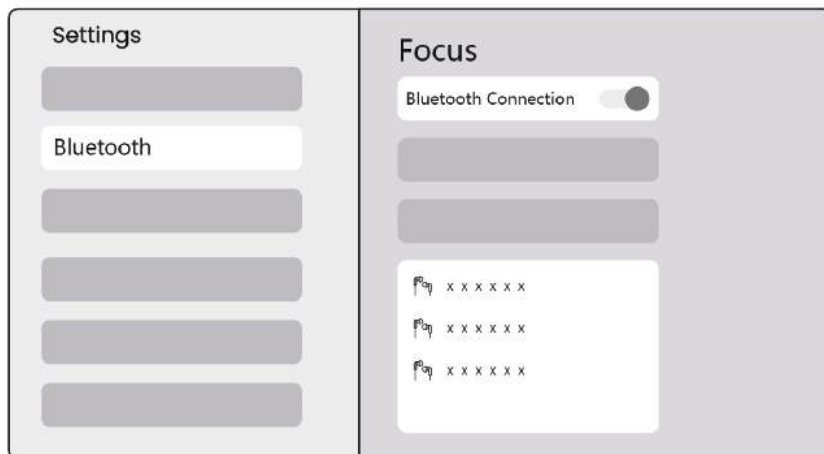 Settings
Bluetooth
Focus
Bluetooth Connection
x x x x x x
x x x x x x
x x x x x x